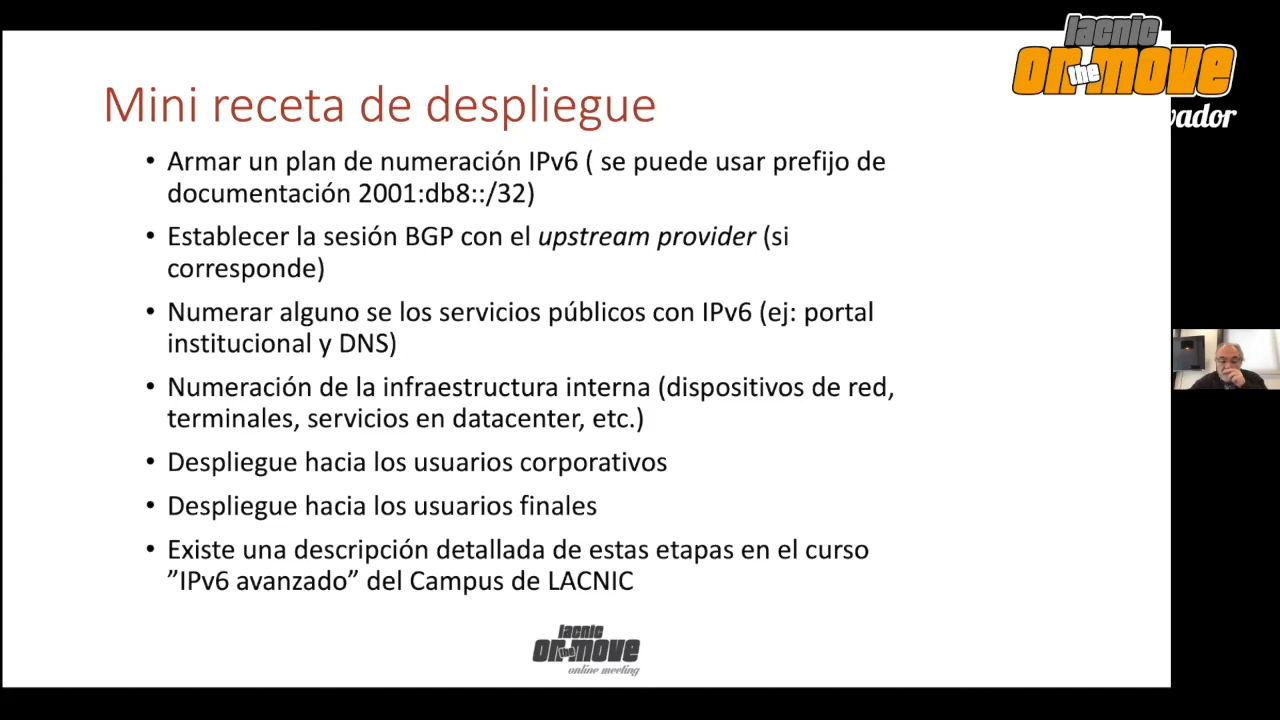 lacnic
on the move
vador
Mini receta de despliegue
• Armar un plan de numeración IPv6 ( se puede usar prefijo de
documentación 2001:db8::/32)
• Establecer la sesión BGP con el upstream provider (si
corresponde)
• Numerar alguno se los servicios públicos con IPv6 (ej: portal
institucional y DNS)
• Numeración de la infraestructura interna (dispositivos de red,
terminales, servicios en datacenter, etc.)
• Despliegue hacia los usuarios corporativos
• Despliegue hacia los usuarios finales
• Existe una descripción detallada de estas etapas en el curso
”IPv6 avanzado” del Campus de LACNIC
lacnic
on the move
online meeting